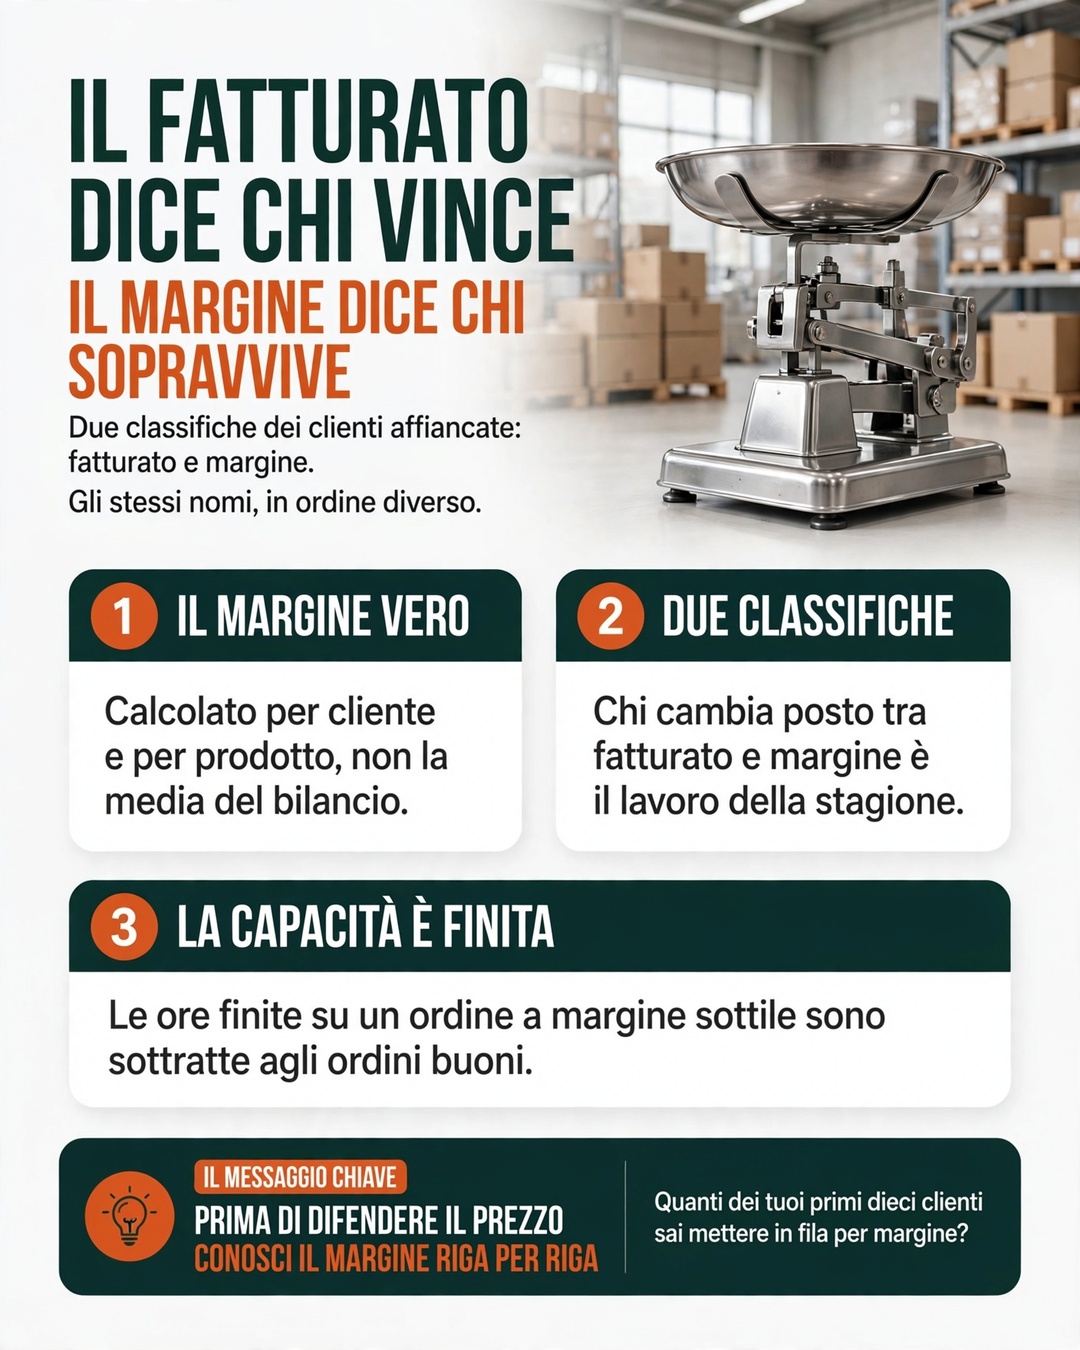 IL FATTURATO
DICE CHI VINCE
IL MARGINE DICE CHI
SOPRAVVIVE
Due classifiche dei clienti affiancate:
fatturato e margine.
Gli stessi nomi, in ordine diverso.
1 IL MARGINE VERO
Calcolato per cliente
e per prodotto, non la
media del bilancio.
2 DUE CLASSIFICHE
Chi cambia posto tra
fatturato e margine è
il lavoro della stagione.
3 LA CAPACITÀ È FINITA
Le ore finite su un ordine a margine sottile sono
sottratte agli ordini buoni.
IL MESSAGGIO CHIAVE
PRIMA DI DIFENDERE IL PREZZO
CONOSCI IL MARGINE RIGA PER RIGA
Quanti dei tuoi primi dieci clienti
sai mettere in fila per margine?